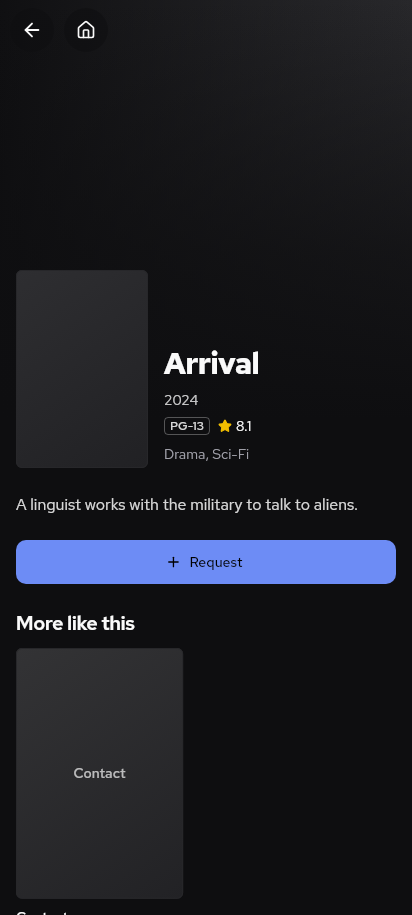 Arrival
2024
PG-13 8.1
Drama, Sci-Fi
A linguist works with the military to talk to aliens.
Request
More like this
Contact